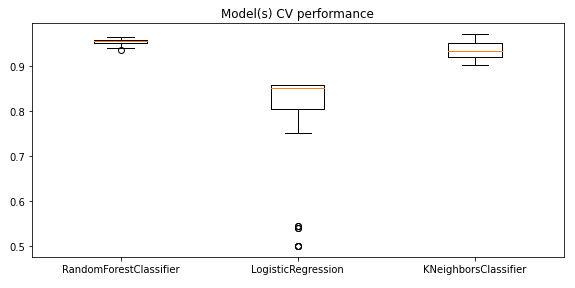 Model(s) CV performance
0.9
0.8
0.7
0.6
0.5
RandomForestClassifier LogisticRegression KNeighborsClassifier